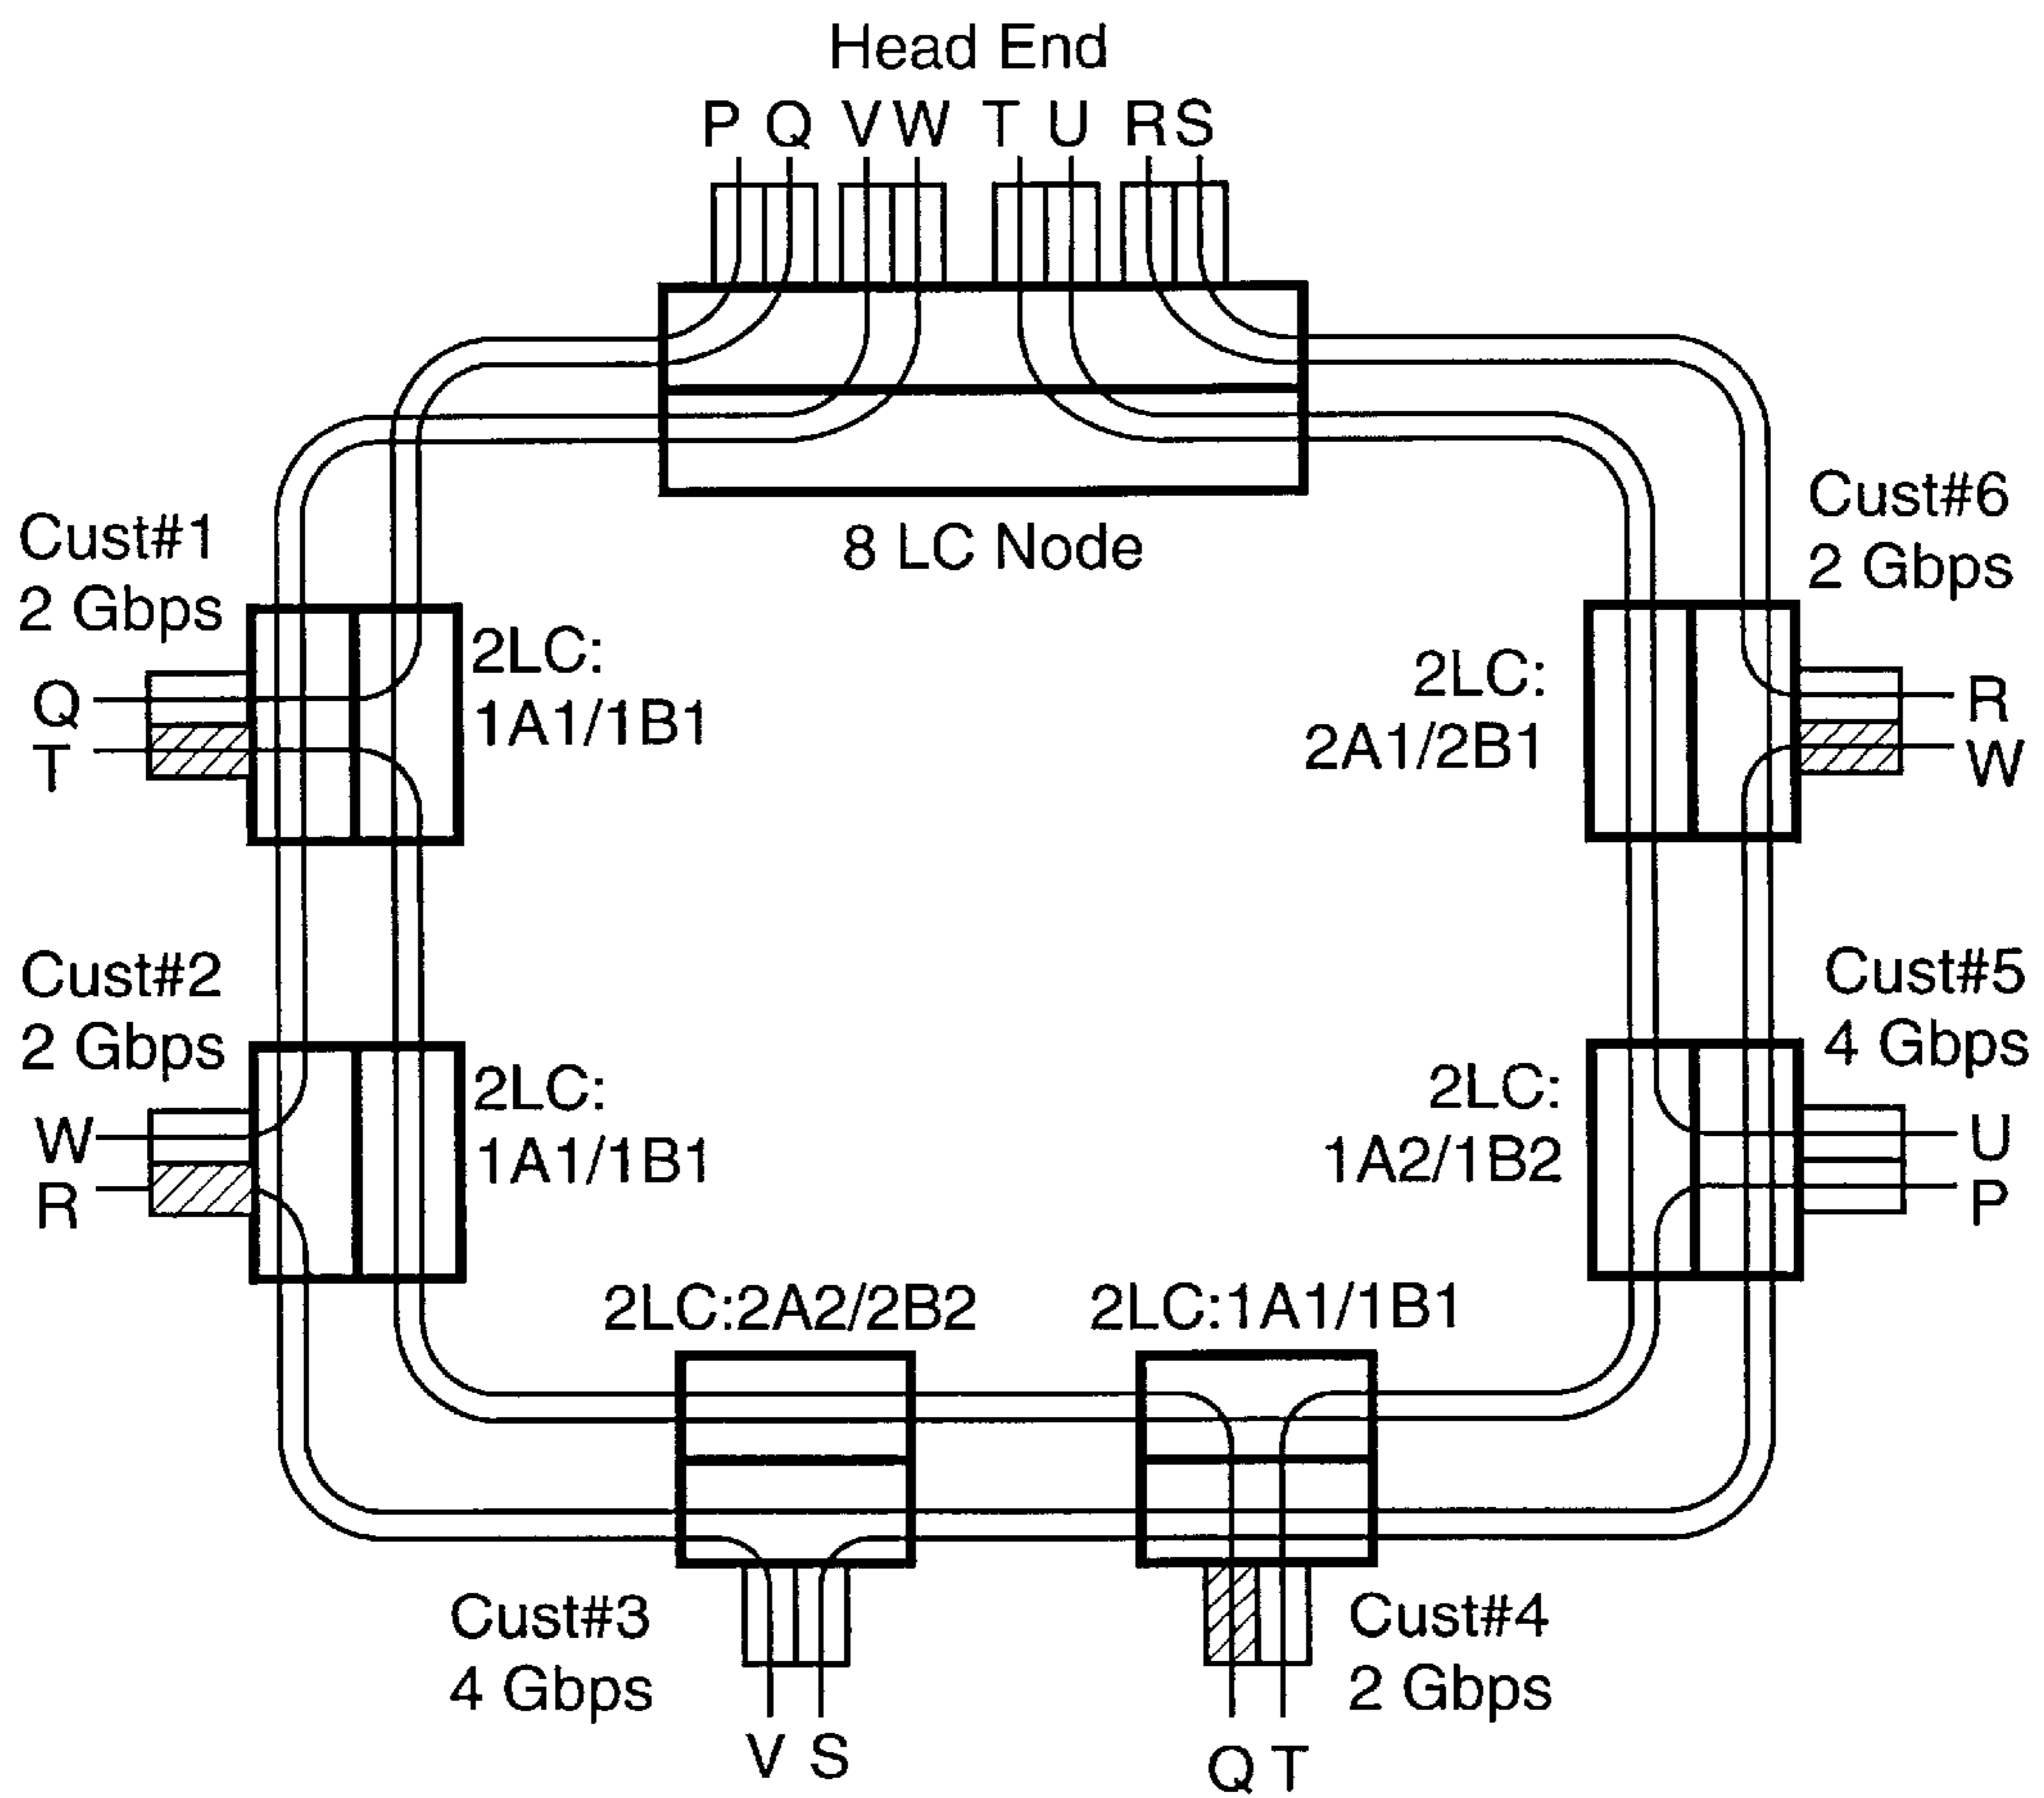 Head End
P Q V W T U R S
8 LC Node
Cust#1
2 Gbps
Q
T
2LC:
1A1/1B1
Cust#6
2 Gbps
2LC:
2A1/2B1
R
W
Cust#2
2 Gbps
W
R
2LC:
1A1/1B1
Cust#5
4 Gbps
2LC:
1A2/1B2
U
P
2LC:2A2/2B2
2LC:1A1/1B1
Cust#3
4 Gbps
V S
Cust#4
2 Gbps
Q T